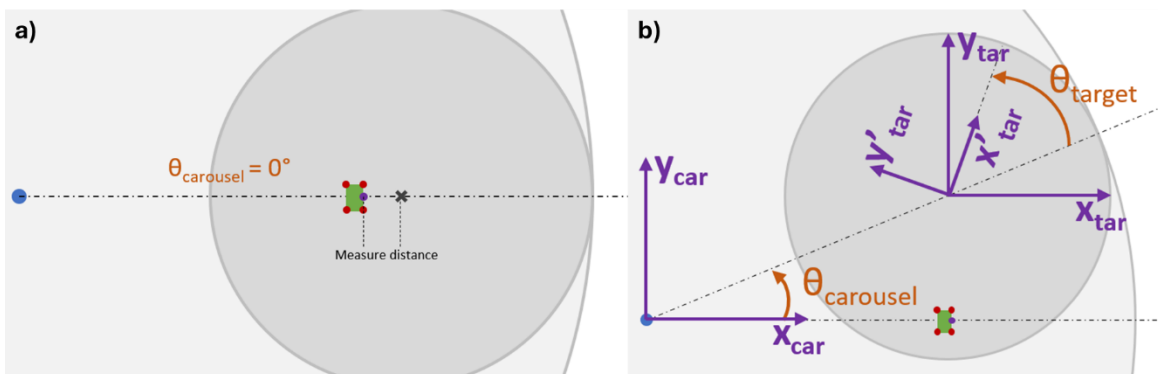 a)
θcarousel = 0°
Measure distance
b)
ytar
θtarget
y'tar
x'tar
ycar
xtar
θcarousel
xcar